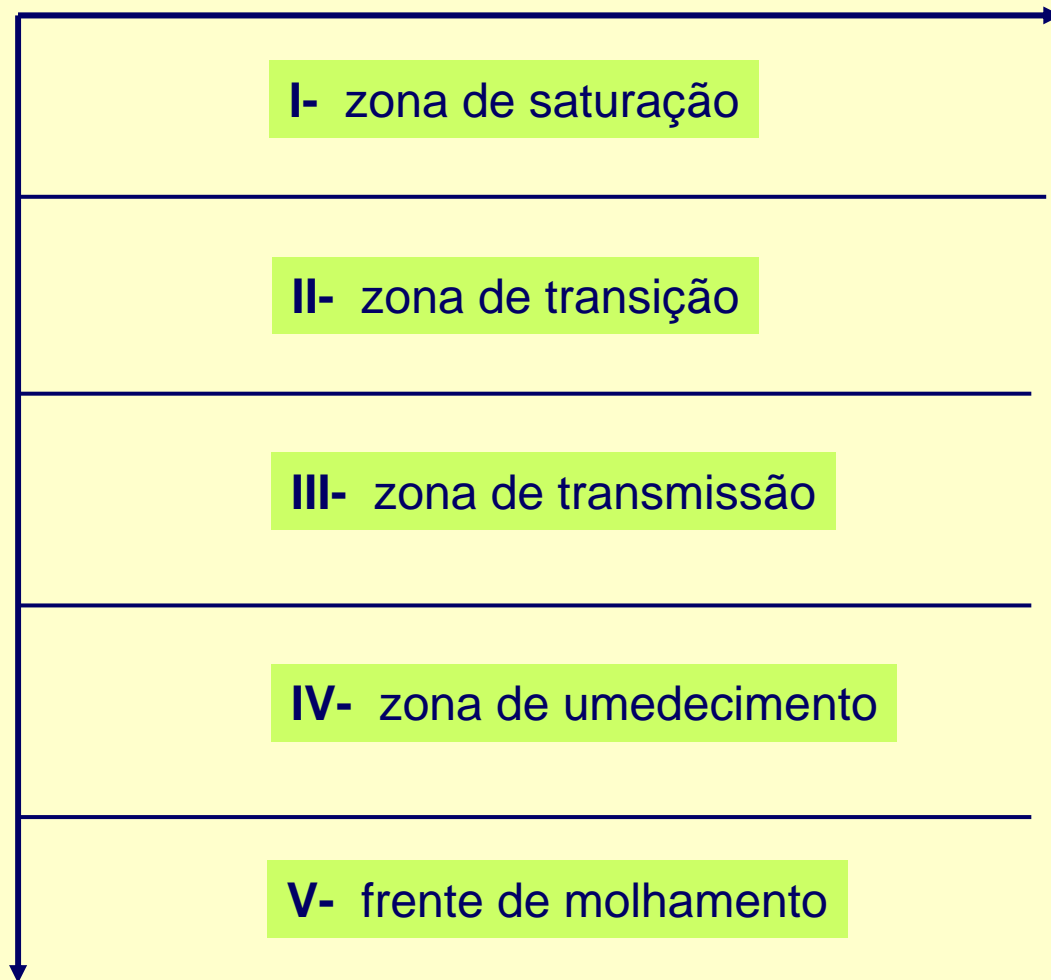 I- zona de saturação
II- zona de transição
III- zona de transmissão
IV- zona de umedecimento
V- frente de molhamento